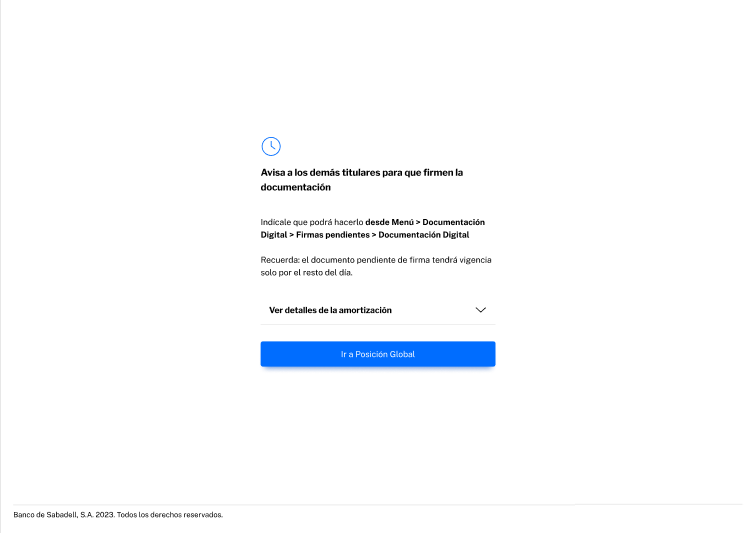 Avisa a los demás titulares para que firmen la
documentación
Indícale que podrá hacerlo desde Menú > Documentación
Digital > Firmas pendientes > Documentación Digital
Recuerda: el documento pendiente de firma tendrá vigencia
solo por el resto del día.
Ver detalles de la amortización
Ir a Posición Global
Banco de Sabadell, S.A. 2023. Todos los derechos reservados.